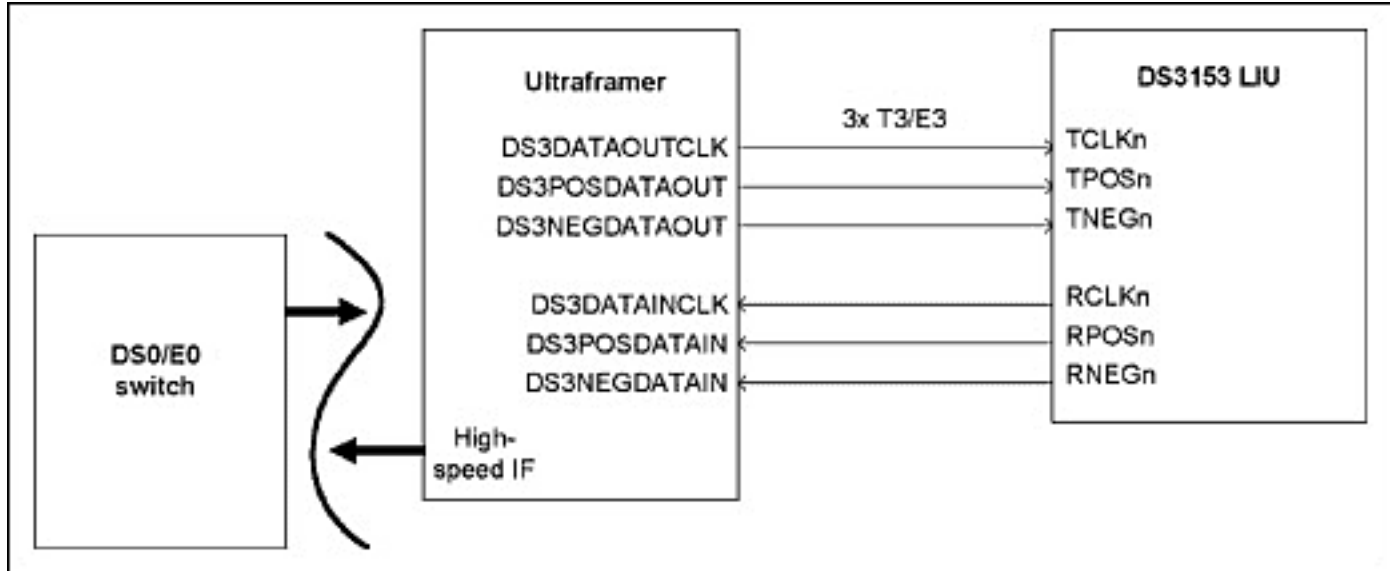 Ultraframer
DS3153 LIU
3x T3/E3
DS3DATAOUTCLK
TCLKn
DS3POSDATAOUT
TPOSn
DS3NEGDATAOUT
TNEGn
DS3DATAINCLK
RCLKn
DS3POSDATAIN
RPOSn
DS3NEGDATAIN
RNEGn
DS0/E0
switch
High-
speed IF